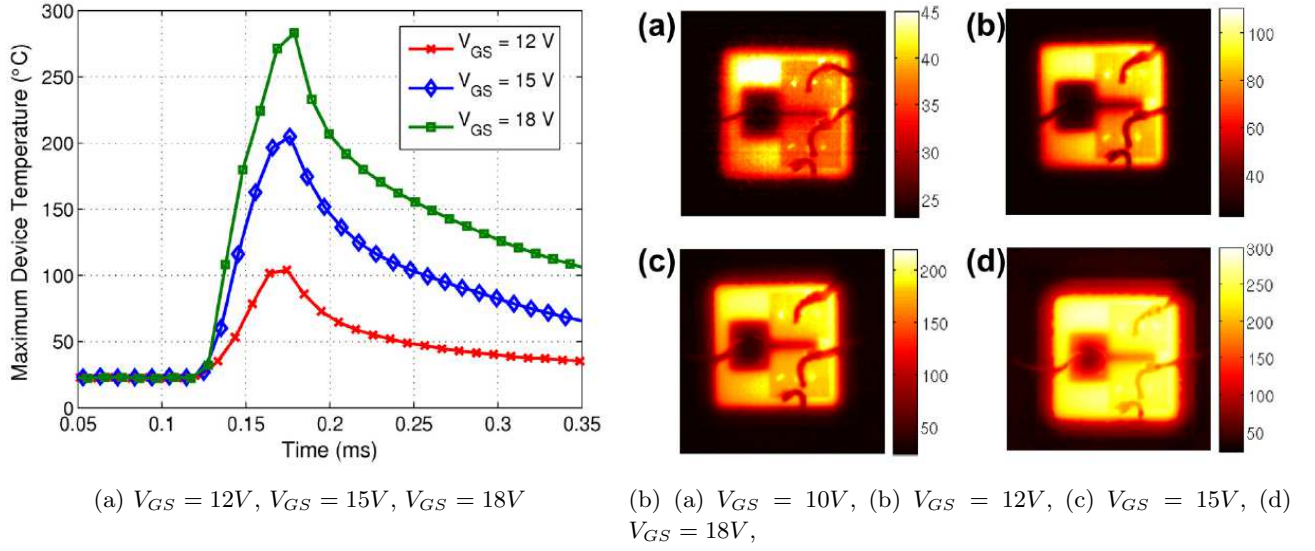 300
250
200
150
100
50
0
0.05 0.1 0.15 0.2 0.25 0.3 0.35
Maximum Device Temperature (°C)
Time (ms)
V_GS = 12 V
V_GS = 15 V
V_GS = 18 V
(a)
45
40
35
30
25
(b)
100
80
60
40
(c)
200
150
100
50
(d)
300
250
200
150
100
50
(a) V_GS = 12V, V_GS = 15V, V_GS = 18V
(b) (a) V_GS = 10V, (b) V_GS = 12V, (c) V_GS = 15V, (d)
V_GS = 18V,